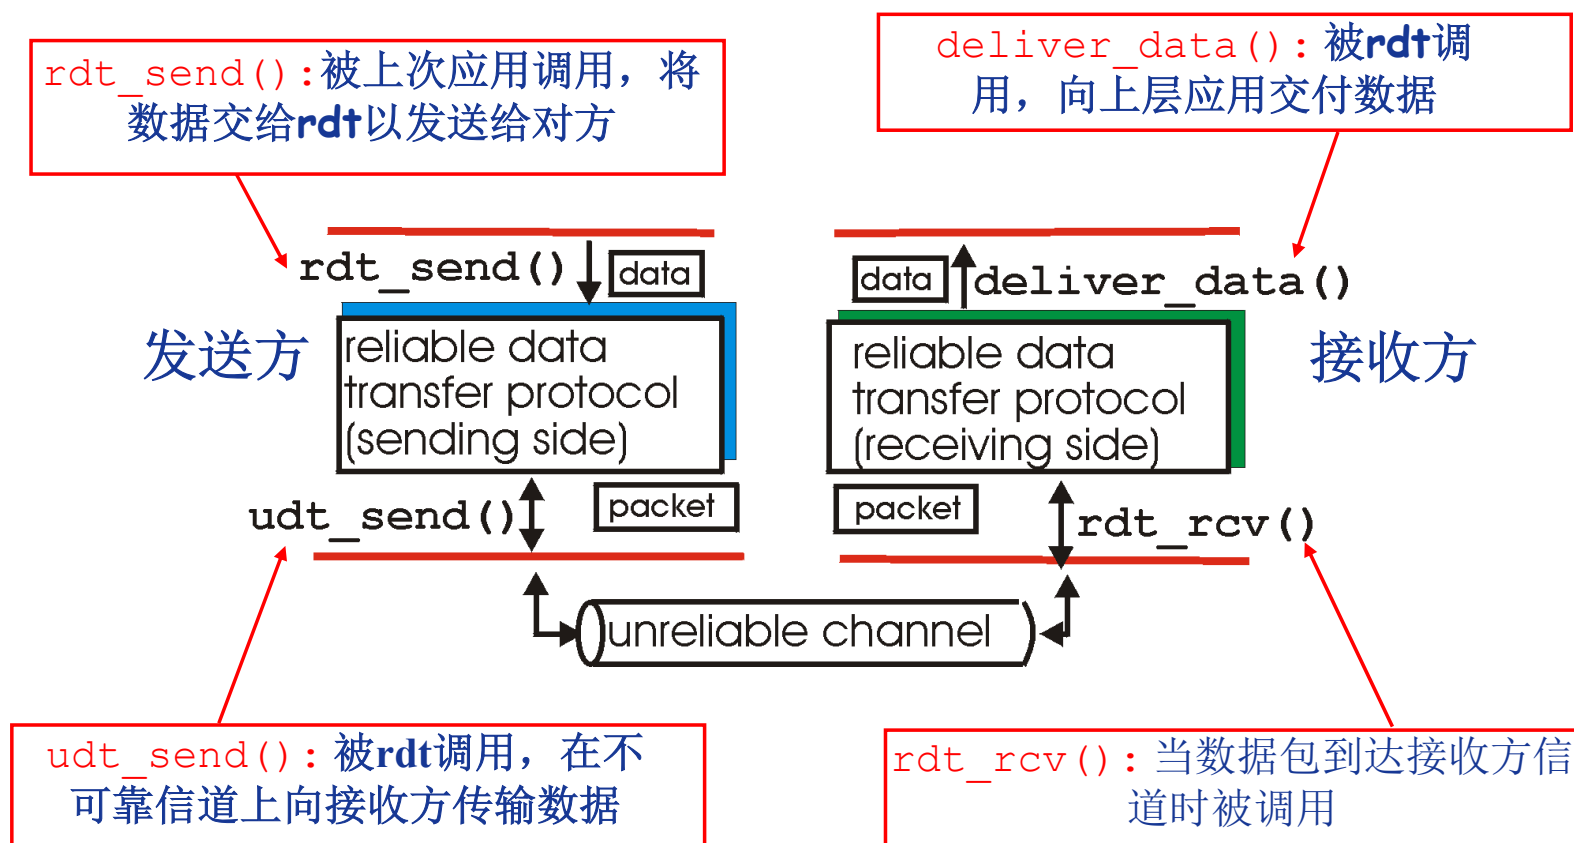 rdt_send():被上次应用调用，将
数据交给rdt以发送给对方
deliver_data(): 被rdt调
用，向上层应用交付数据
rdt_send()
data
data
deliver_data()
发送方
reliable data
transfer protocol
(sending side)
reliable data
transfer protocol
(receiving side)
接收方
udt_send()
packet
packet
rdt_rcv()
unreliable channel
udt_send(): 被rdt调用，在不
可靠信道上向接收方传输数据
rdt_rcv(): 当数据包到达接收方信
道时被调用